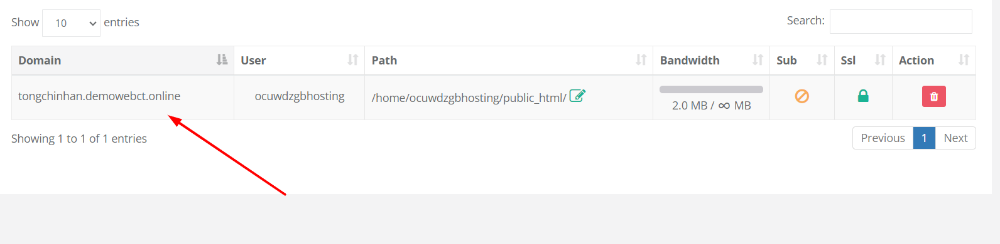 Show 10 entries
Search:
Domain User Path Bandwidth Sub Ssl Action
tongchinhan.demowebct.online ocuwdzgbhosting /home/ocuwdzgbhosting/public_html/ 2.0 MB / ∞ MB
Showing 1 to 1 of 1 entries
Previous 1 Next